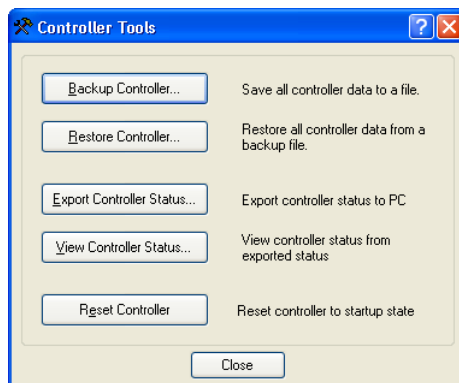 Controller Tools
Backup Controller... Save all controller data to a file.
Restore Controller... Restore all controller data from a
backup file.
Export Controller Status... Export controller status to PC
View Controller Status... View controller status from
exported status
Reset Controller Reset controller to startup state
Close